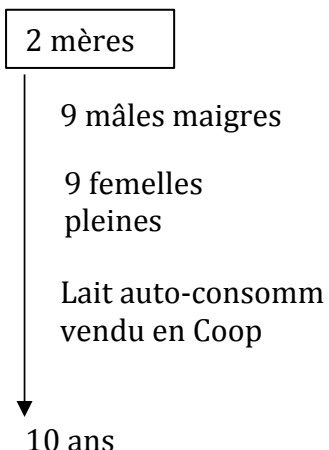 2 mères
9 mâles maigres
9 femelles
pleines
Lait auto-consomm
vendu en Coop
10 ans